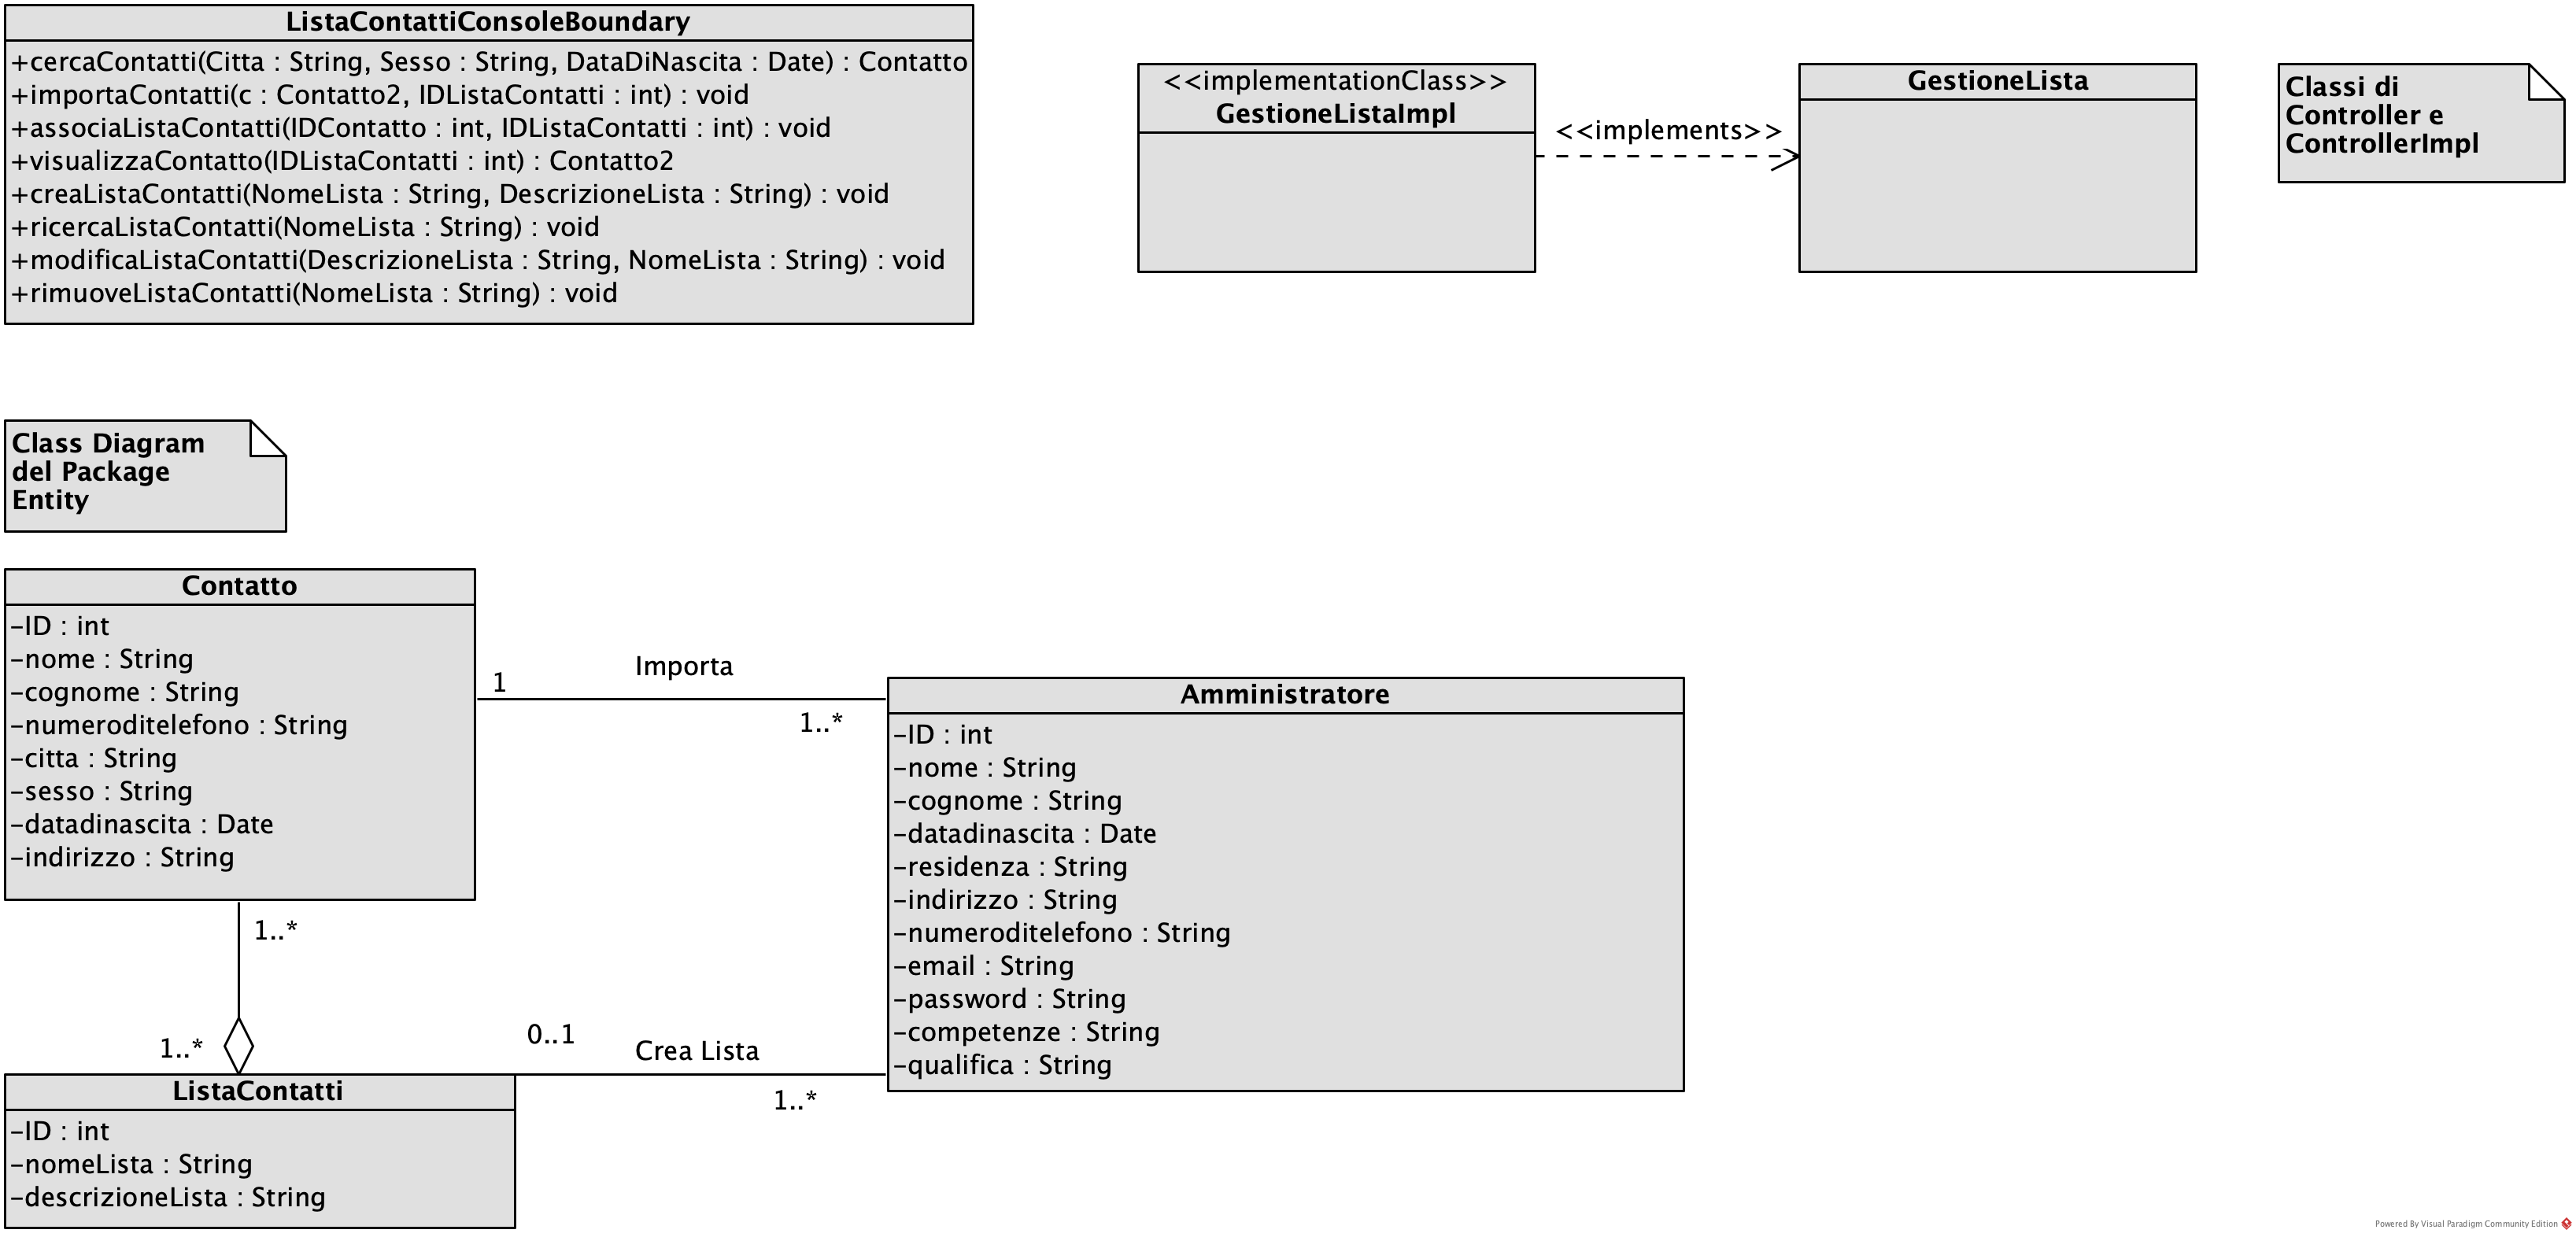 ListaContattiConsoleBoundary
+cercaContatti(Citta : String, Sesso : String, DataDiNascita : Date) : Contatto
+importaContatti(c : Contatto2, IDListaContatti : int) : void
+associaListaContatti(IDContatto : int, IDListaContatti : int) : void
+visualizzaContatto(IDListaContatti : int) : Contatto2
+creaListaContatti(NomeLista : String, DescrizioneLista : String) : void
+ricercaListaContatti(NomeLista : String) : void
+modificaListaContatti(DescrizioneLista : String, NomeLista : String) : void
+rimuoveListaContatti(NomeLista : String) : void
<<implementationClass>>
GestioneListaImpl
<<implements>>
GestioneLista
Classi di
Controller e
ControllerImpl
Class Diagram
del Package
Entity
Contatto
-ID : int
-nome : String
-cognome : String
-numeroditelefono : String
-citta : String
-sesso : String
-datadinascita : Date
-indirizzo : String
1
Importa
1..*
Amministratore
-ID : int
-nome : String
-cognome : String
-datadinascita : Date
-residenza : String
-indirizzo : String
-numeroditelefono : String
-email : String
-password : String
-competenze : String
-qualifica : String
1..*
1..*
0..1
Crea Lista
1..*
ListaContatti
-ID : int
-nomeLista : String
-descrizioneLista : String
Powered By Visual Paradigm Community Edition